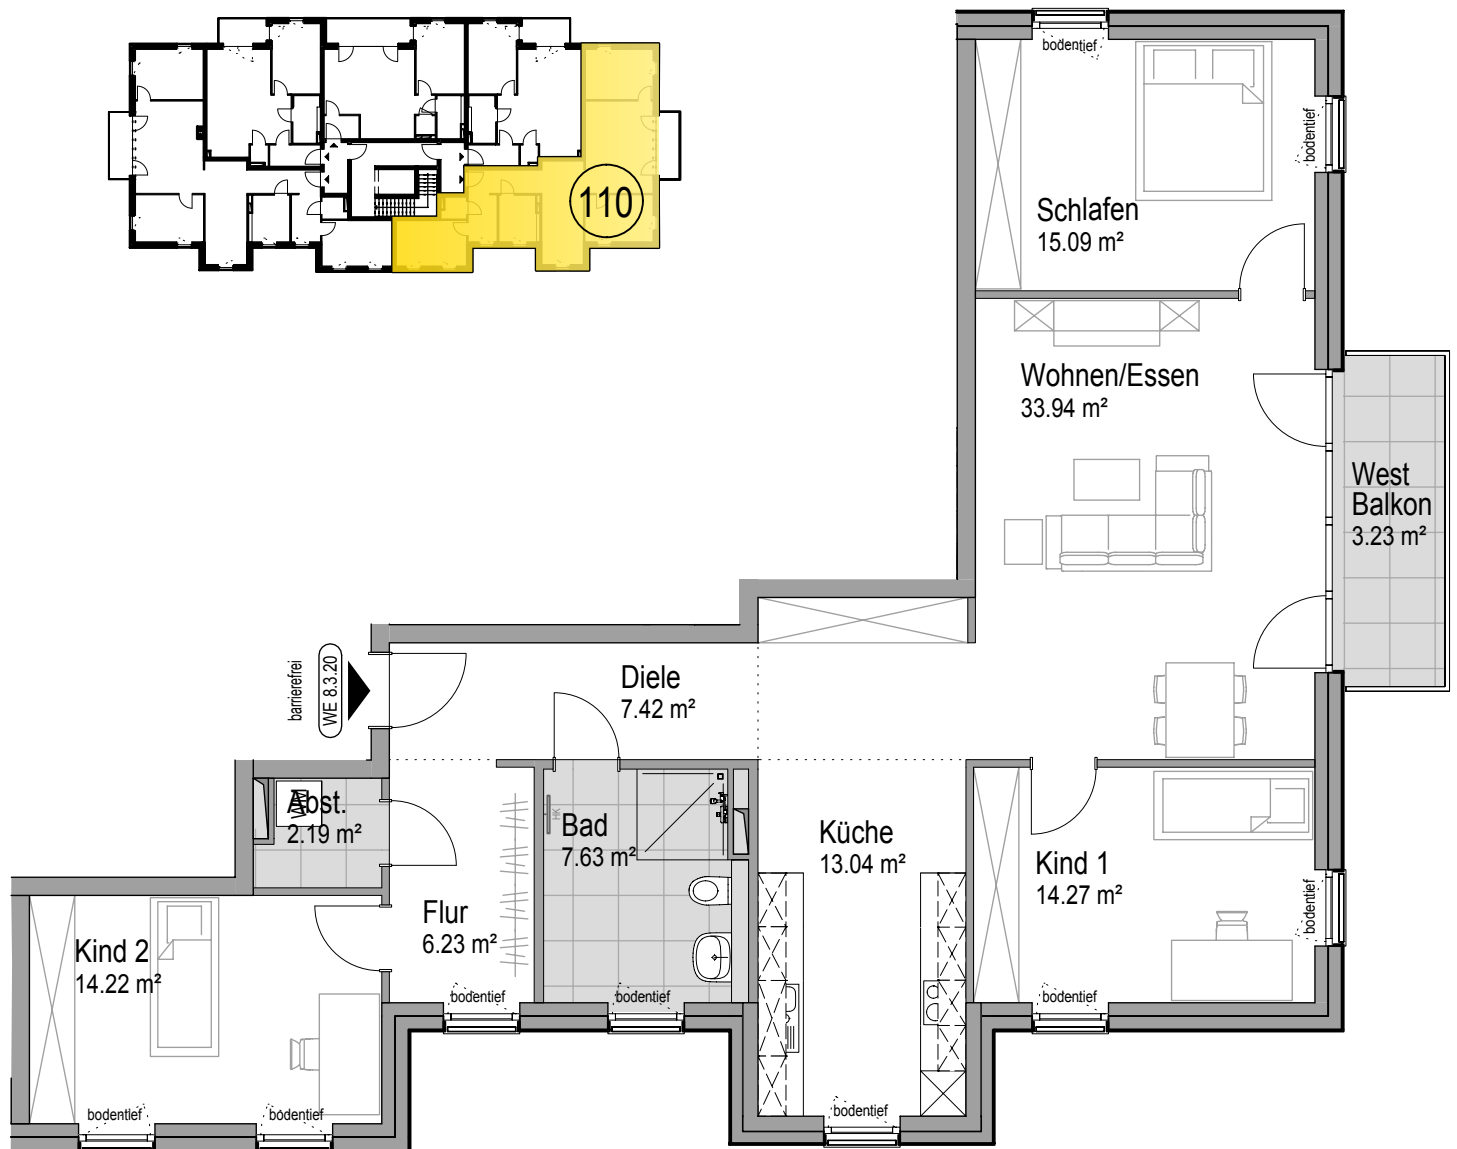 110
bodentief
bodentief
Schlafen
15.09 m²
Wohnen/Essen
33.94 m²
West
Balkon
3.23 m²
barrierefrei
WE 8.3.20
Diele
7.42 m²
WM
Abst.
2.19 m²
HK
Bad
7.63 m²
Küche
13.04 m²
Kind 1
14.27 m²
bodentief
Flur
6.23 m²
Kind 2
14.22 m²
bodentief
bodentief
bodentief
bodentief
bodentief
bodentief